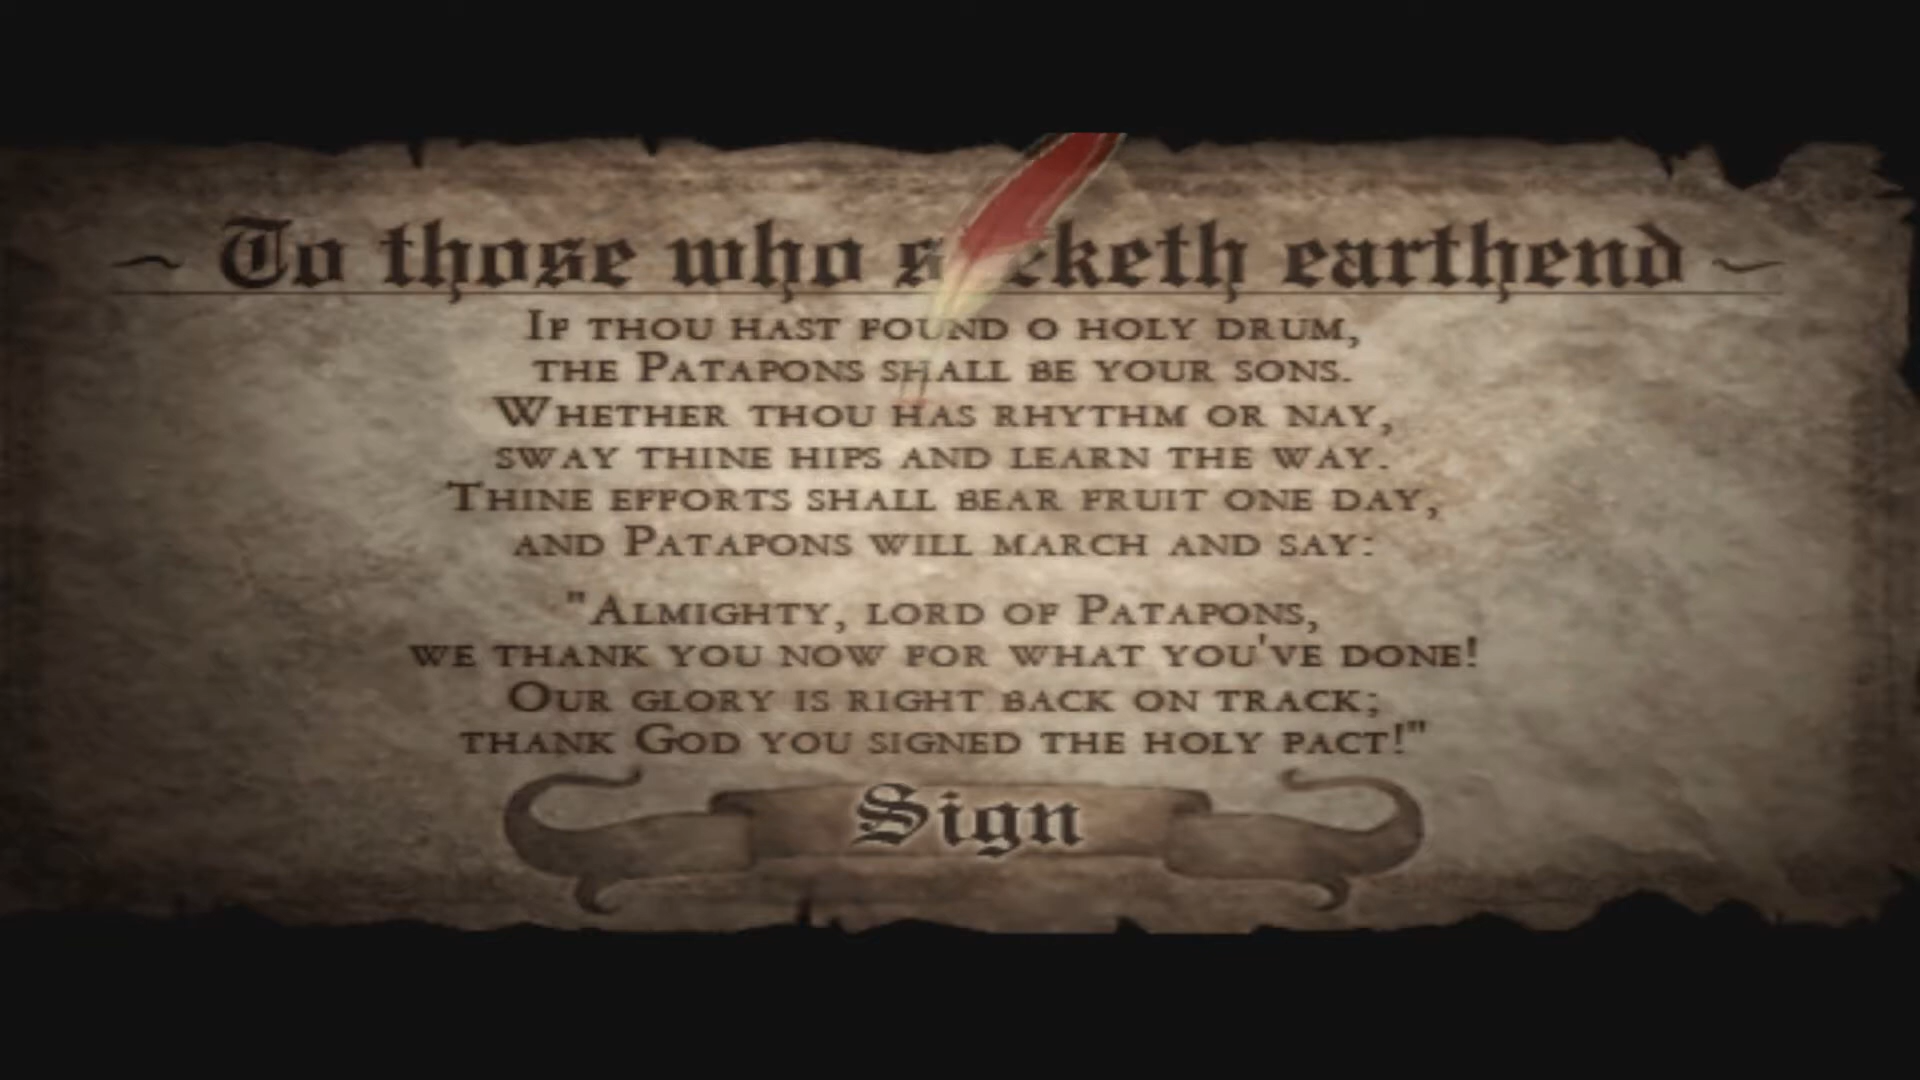 ~ To those who seeketh earthend ~
If thou hast found o holy drum,
the Patapons shall be your sons.
Whether thou has rhythm or nay,
sway thine hips and learn the way.
Thine efforts shall bear fruit one day,
and Patapons will march and say:
"Almighty, lord of Patapons,
we thank you now for what you've done!
Our glory is right back on track;
thank God you signed the holy pact!"
Sign